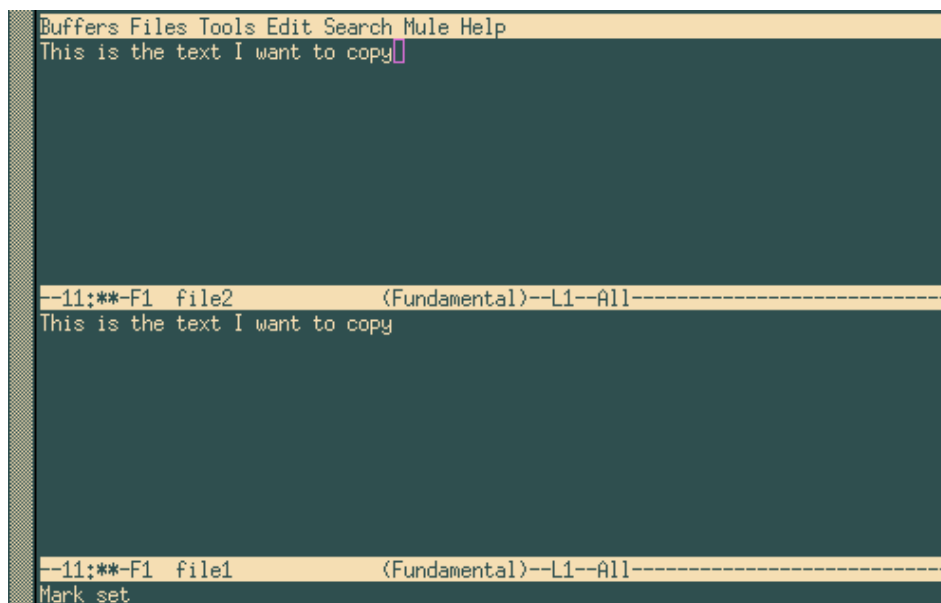 Buffers Files Tools Edit Search Mule Help
This is the text I want to copy
--11:**-F1  file2                (Fundamental)--L1--All---------------------------
This is the text I want to copy
--11:**-F1  file1                (Fundamental)--L1--All---------------------------
Mark set